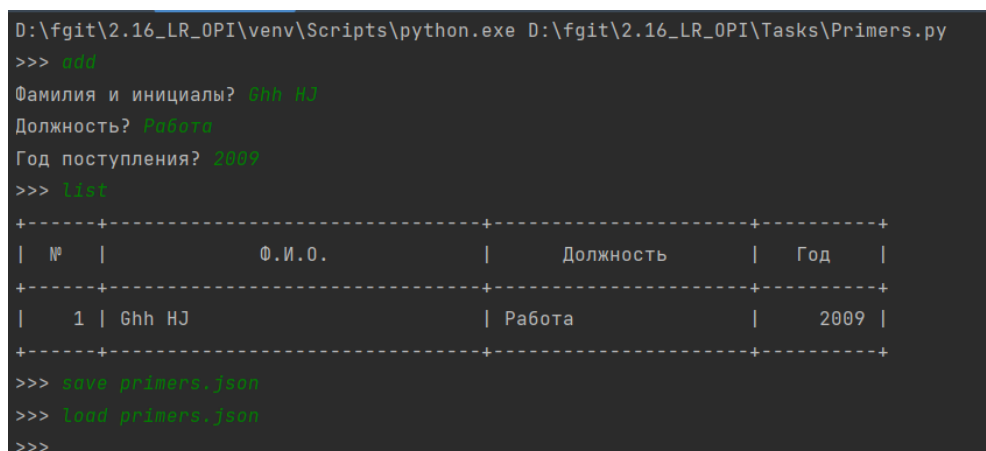 D:\fgit\2.16_LR_OPI\venv\Scripts\python.exe D:\fgit\2.16_LR_OPI\Tasks\Primers.py
>>> add
Фамилия и инициалы? Ghh HJ
Должность? Работа
Год поступления? 2009
>>> list
+------+--------------------------------+----------------------+----------+
|  №   |             Ф.И.О.             |      Должность       |   Год    |
+------+--------------------------------+----------------------+----------+
|    1 | Ghh HJ                         | Работа               |     2009 |
+------+--------------------------------+----------------------+----------+
>>> save primers.json
>>> load primers.json
>>>